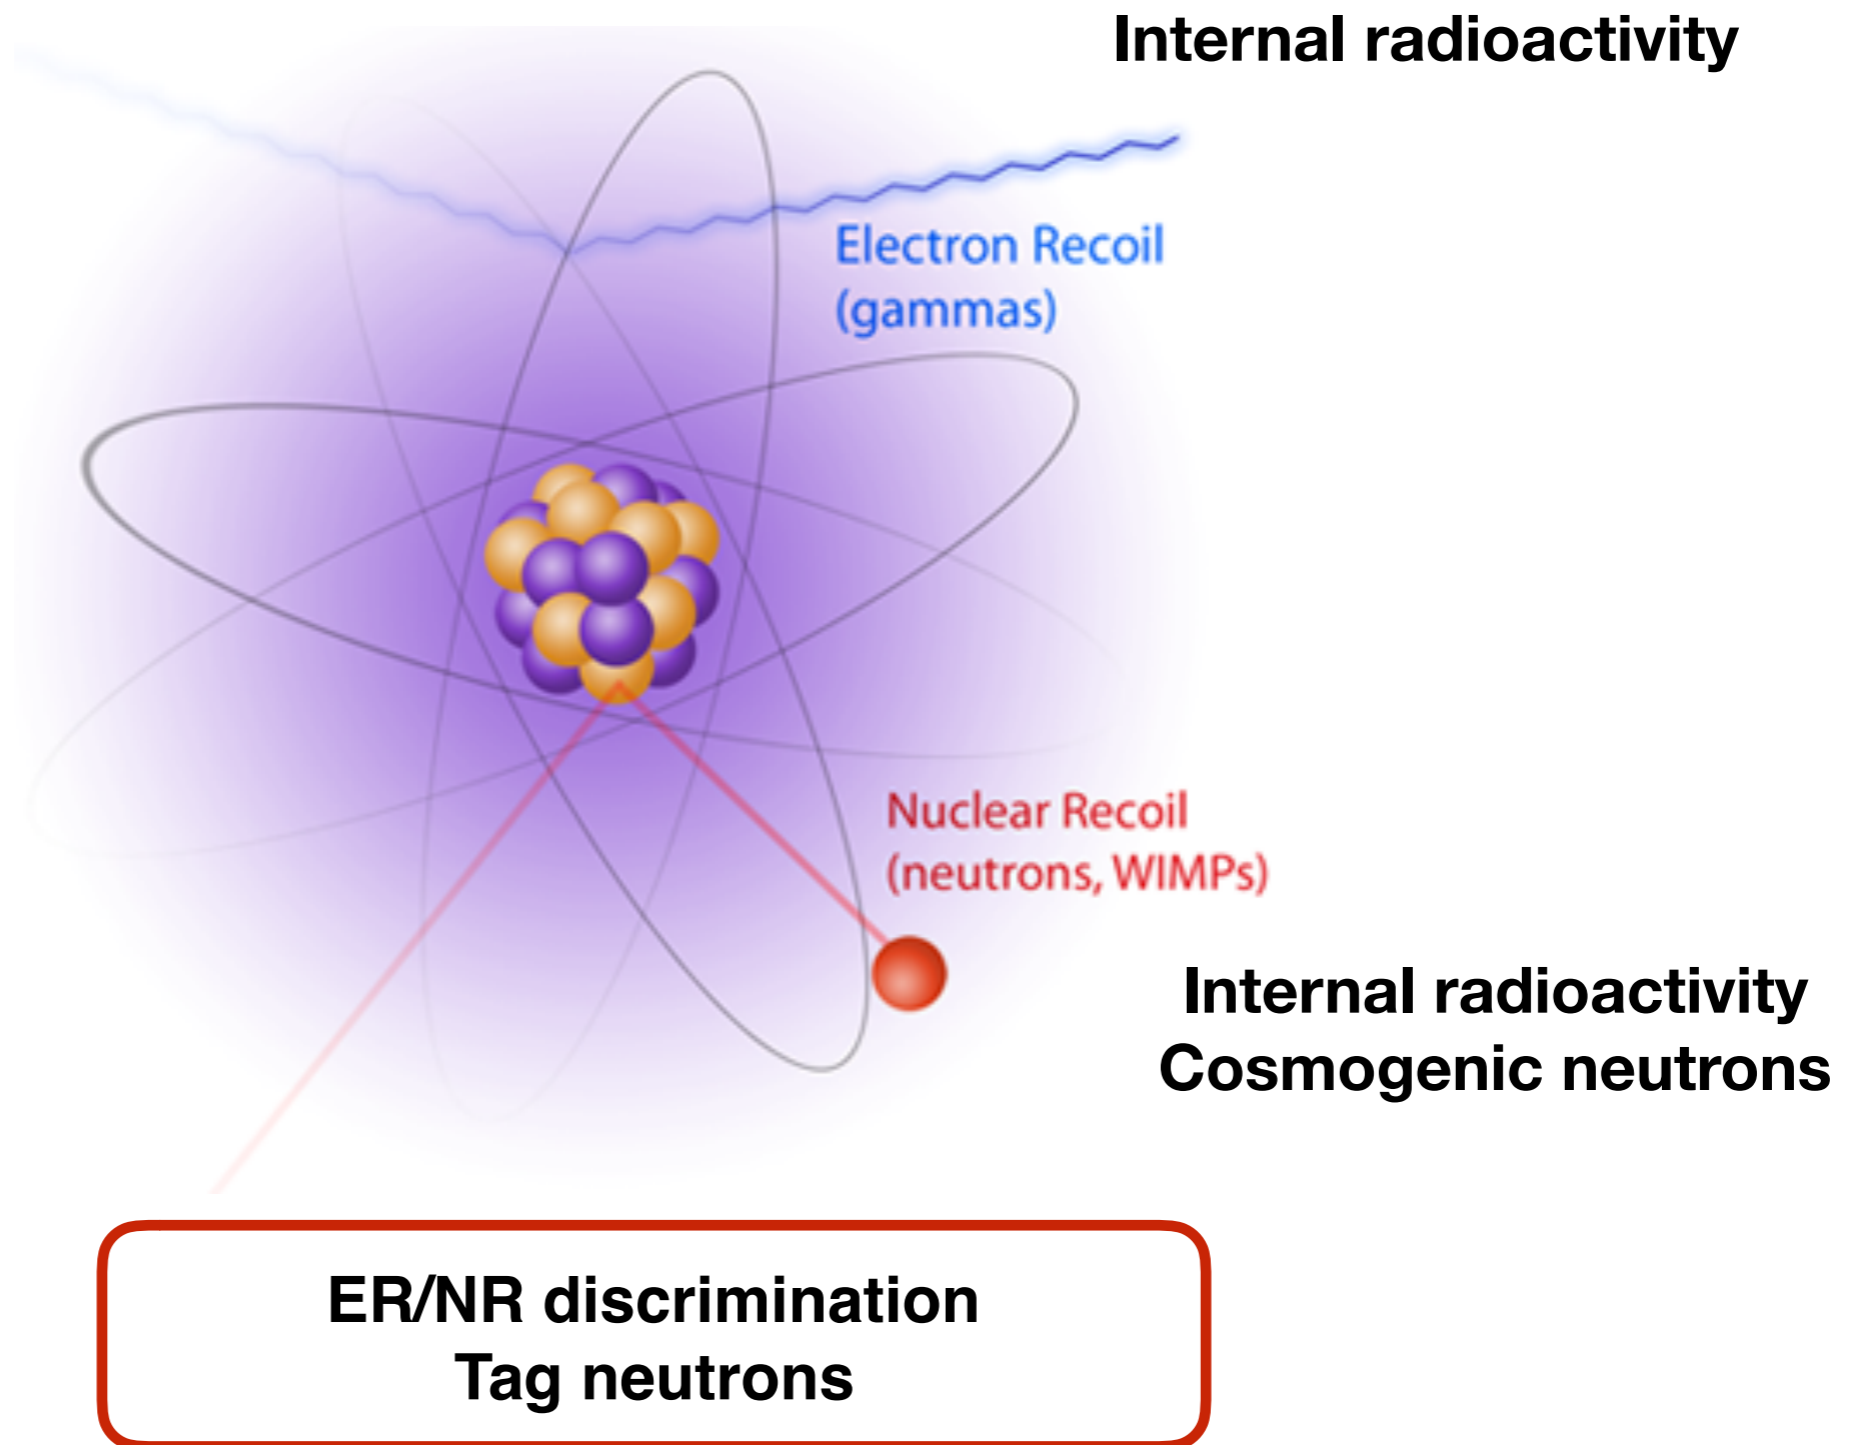 Internal radioactivity
Electron Recoil
(gammas)
Nuclear Recoil
(neutrons, WIMPs)
Internal radioactivity
Cosmogenic neutrons
ER/NR discrimination
Tag neutrons